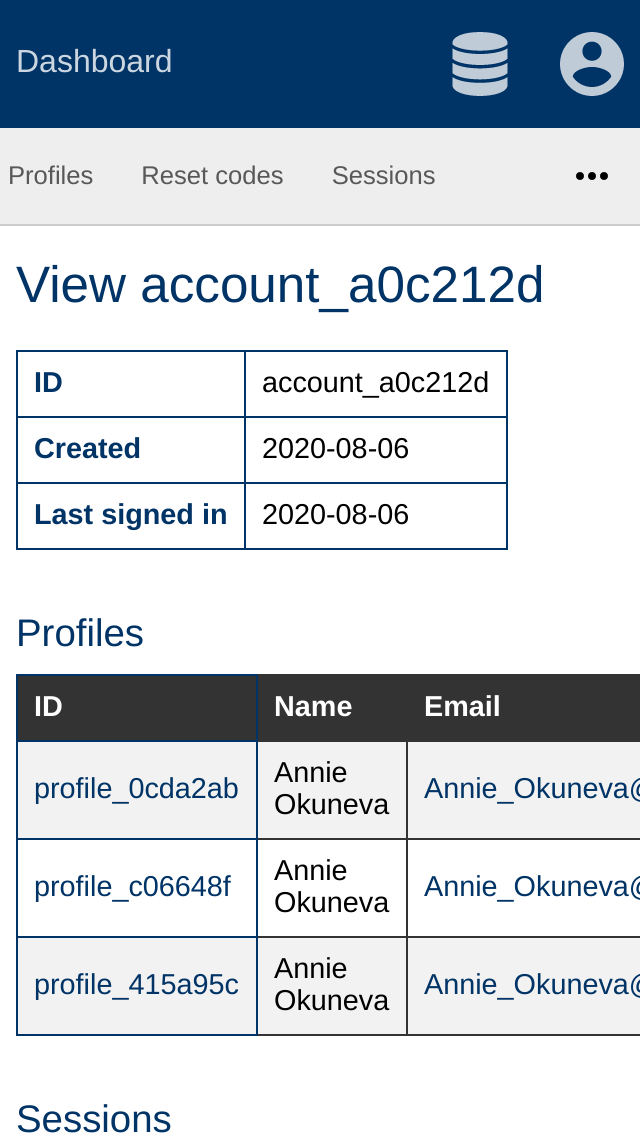 Dashboard
Profiles Reset codes Sessions
View account_a0c212d
ID account_a0c212d
Created 2020-08-06
Last signed in 2020-08-06
Profiles
ID Name Email
profile_0cda2ab Annie Okuneva Annie_Okuneva@
profile_c06648f Annie Okuneva Annie_Okuneva@
profile_415a95c Annie Okuneva Annie_Okuneva@
Sessions